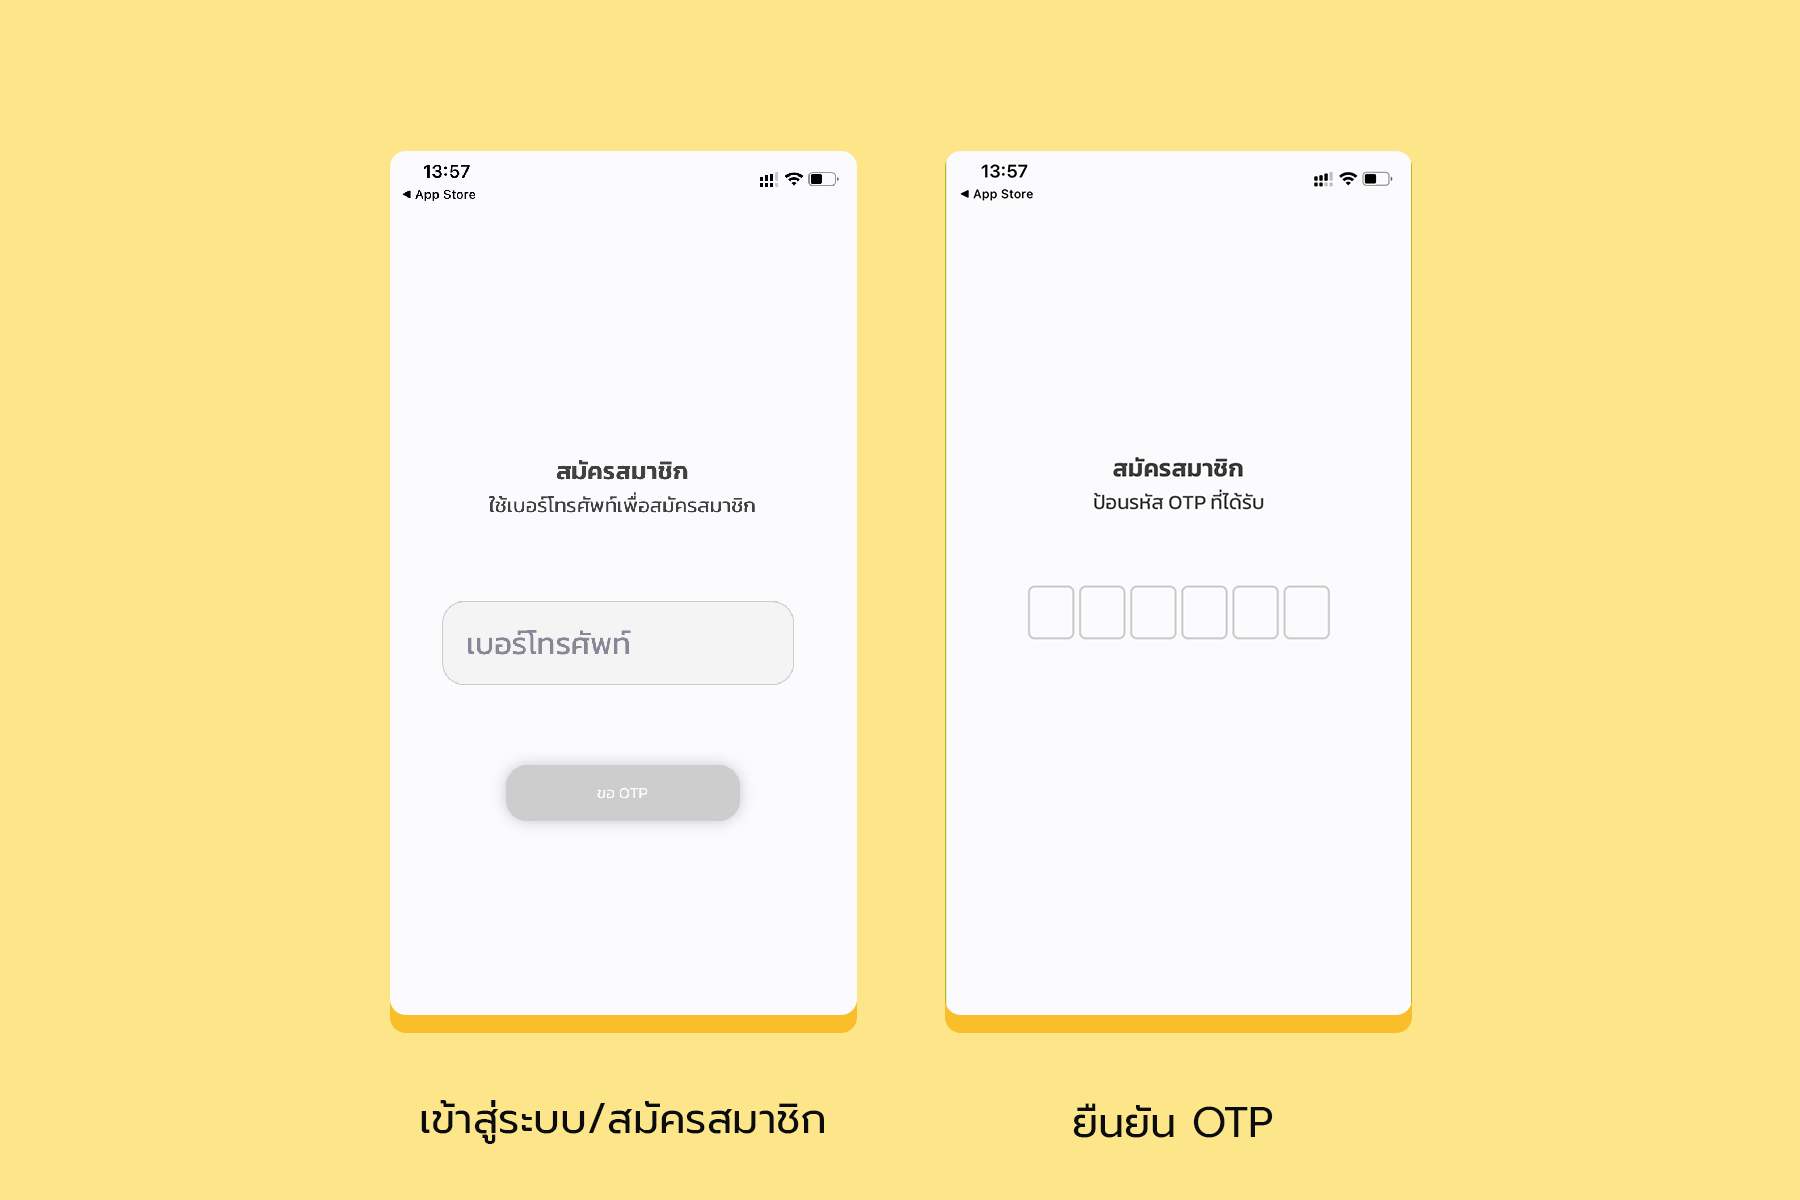 13:57
◀ App Store
สมัครสมาชิก
ใช้เบอร์โทรศัพท์เพื่อสมัครสมาชิก
เบอร์โทรศัพท์
ขอ OTP
เข้าสู่ระบบ/สมัครสมาชิก
13:57
◀ App Store
สมัครสมาชิก
ป้อนรหัส OTP ที่ได้รับ
ยืนยัน OTP